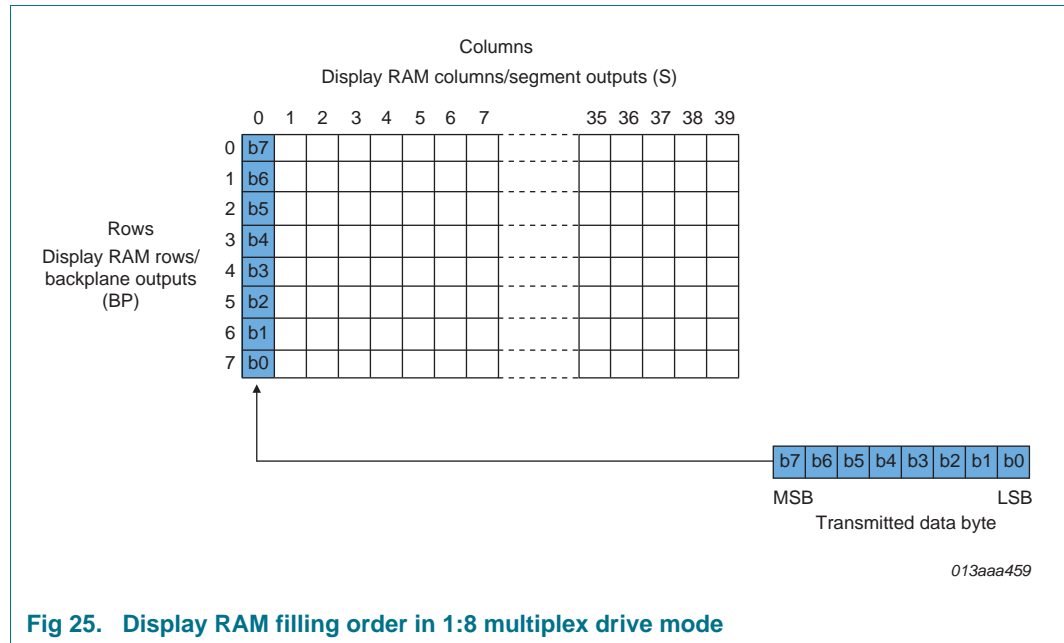 Columns
Display RAM columns/segment outputs (S)
0 1 2 3 4 5 6 7 35 36 37 38 39
0 b7
1 b6
2 b5
3 b4
4 b3
5 b2
6 b1
7 b0
Rows
Display RAM rows/
backplane outputs
(BP)
b7 b6 b5 b4 b3 b2 b1 b0
MSB LSB
Transmitted data byte
013aaa459
Fig 25. Display RAM filling order in 1:8 multiplex drive mode